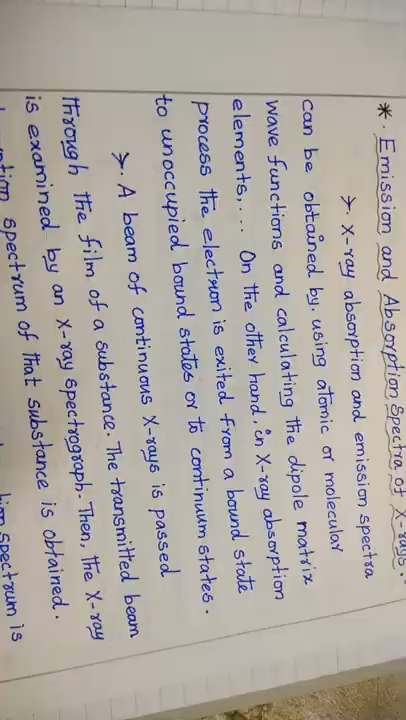 * Emission and Absorption Spectra of X-rays.
→. X-ray absorption and emission spectra
can be obtained by. using atomic or molecular
wave functions and calculating the dipole matrix
elements,... On the other hand, in X-ray absorption
process the electron is exited from a bound state
to unoccupied bound states or to continuum states.
→. A beam of continuous X-rays is passed
through the film of a substance. The transmitted beam
is examined by an X-ray spectrograph. Then, the X-ray
spectrum of that substance is obtained.
spectrum is